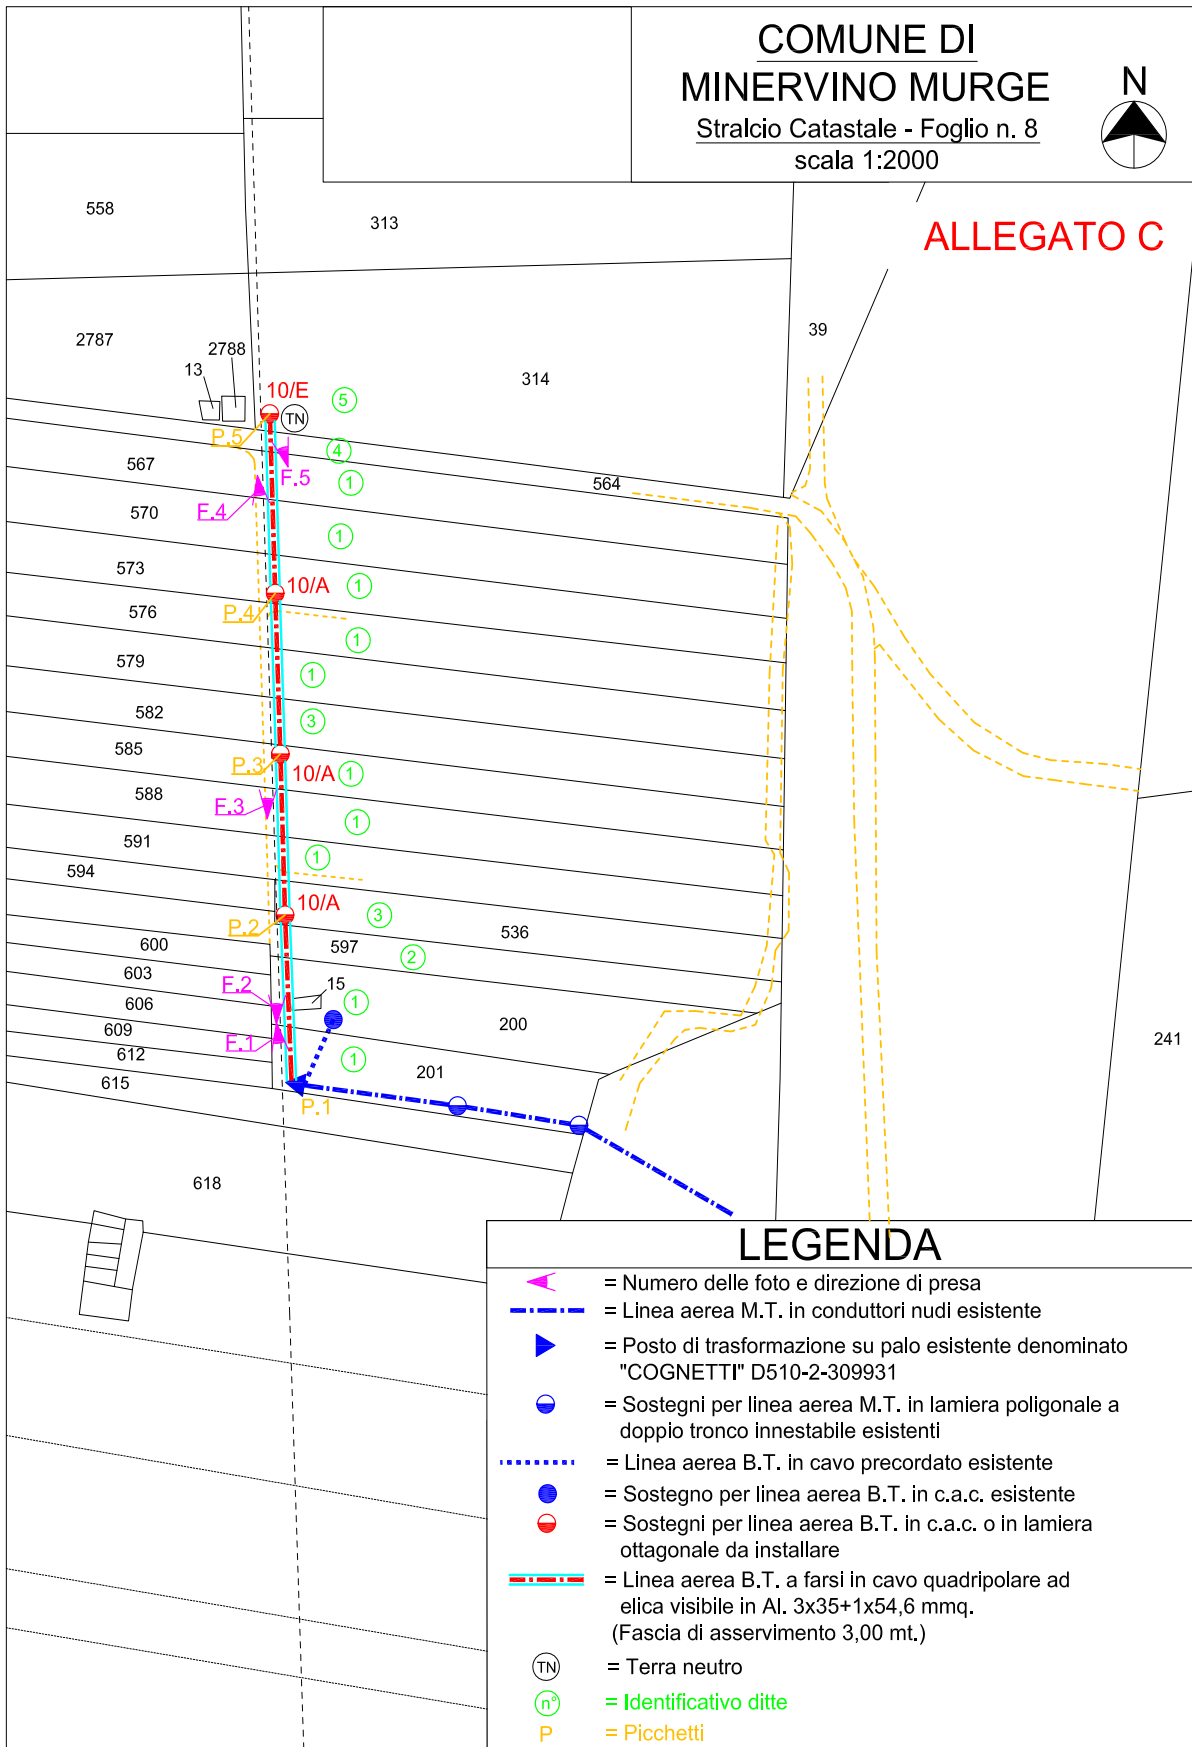 COMUNE DI
MINERVINO MURGE
Stralcio Catastale - Foglio n. 8
scala 1:2000
N
ALLEGATO C
558
313
2787
2788
13
39
314
10/E
TN
5
P.5
4
567
F.5
1
564
F.4
570
1
573
10/A
1
576
P.4
1
579
1
582
3
585
P.3
10/A
1
588
F.3
1
591
1
594
10/A
3
P.2
536
600
597
2
603
F.2
15
606
1
200
609
F.1
241
612
1
201
615
P.1
618
LEGENDA
= Numero delle foto e direzione di presa
= Linea aerea M.T. in conduttori nudi esistente
= Posto di trasformazione su palo esistente denominato
"COGNETTI" D510-2-309931
= Sostegni per linea aerea M.T. in lamiera poligonale a
doppio tronco innestabile esistenti
= Linea aerea B.T. in cavo precordato esistente
= Sostegno per linea aerea B.T. in c.a.c. esistente
= Sostegni per linea aerea B.T. in c.a.c. o in lamiera
ottagonale da installare
= Linea aerea B.T. a farsi in cavo quadripolare ad
elica visibile in Al. 3x35+1x54,6 mmq.
(Fascia di asservimento 3,00 mt.)
TN = Terra neutro
n° = Identificativo ditte
P = Picchetti